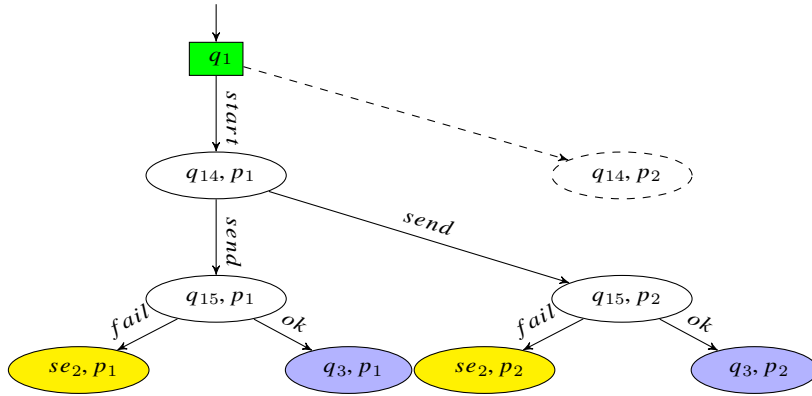 q₁
start
q₁₄, p₁
q₁₄, p₂
send
send
q₁₅, p₁
q₁₅, p₂
fail
ok
fail
ok
se₂, p₁
q₃, p₁
se₂, p₂
q₃, p₂